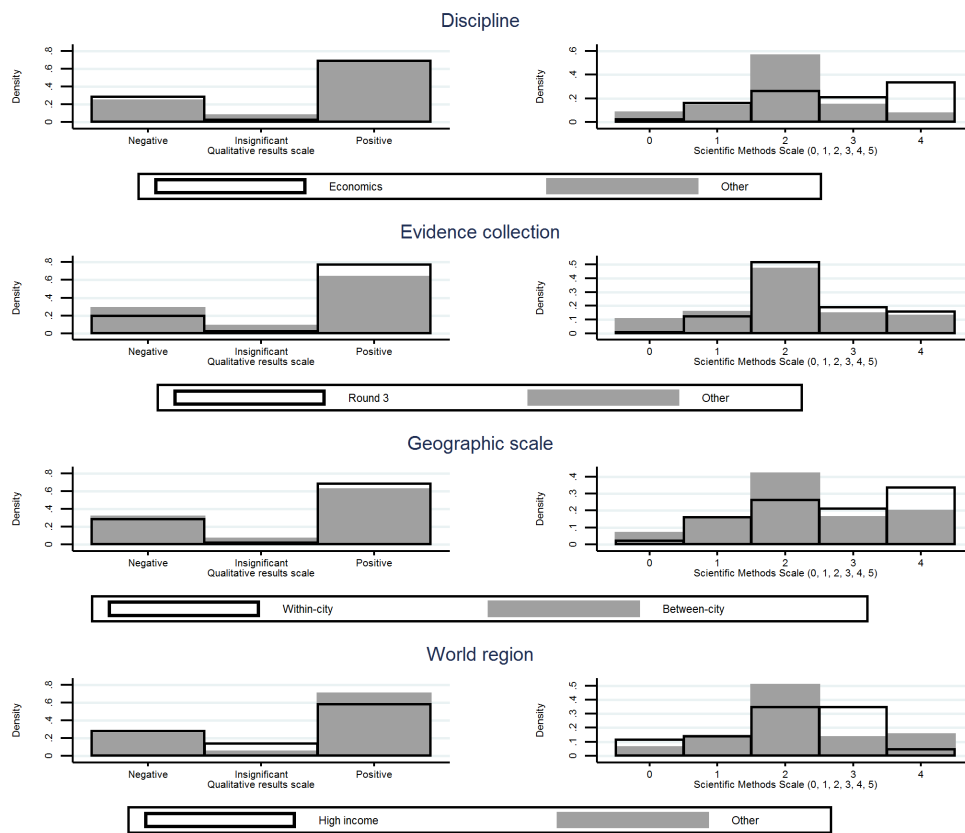 Discipline
Density
0 .2 .4 .6 .8
Negative Insignificant Positive
Qualitative results scale
Density
0 .2 .4 .6
0 1 2 3 4
Scientific Methods Scale (0, 1, 2, 3, 4, 5)
Economics Other
Evidence collection
Density
0 .2 .4 .6 .8
Negative Insignificant Positive
Qualitative results scale
Density
0 .1 .2 .3 .4 .5
0 1 2 3 4
Scientific Methods Scale (0, 1, 2, 3, 4, 5)
Round 3 Other
Geographic scale
Density
0 .2 .4 .6 .8
Negative Insignificant Positive
Qualitative results scale
Density
0 .1 .2 .3 .4
0 1 2 3 4
Scientific Methods Scale (0, 1, 2, 3, 4, 5)
Within-city Between-city
World region
Density
0 .2 .4 .6 .8
Negative Insignificant Positive
Qualitative results scale
Density
0 .1 .2 .3 .4 .5
0 1 2 3 4
Scientific Methods Scale (0, 1, 2, 3, 4, 5)
High income Other